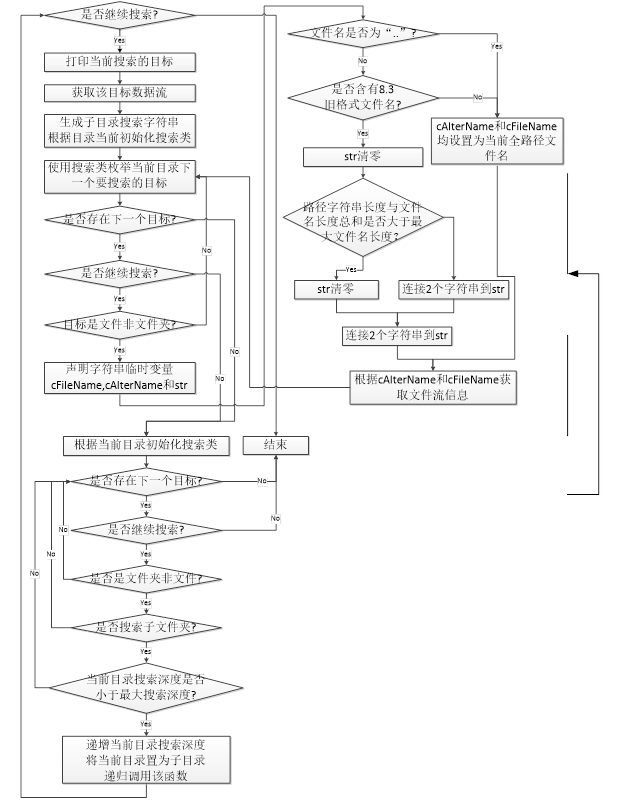 是否继续搜索?
Yes
打印当前搜索的目标
获取该目标数据流
生成子目录搜索字符串
根据目录当前初始化搜索类
使用搜索类枚举当前目录下
一个要搜索的目标
是否存在下一个目标?
Yes
No
是否继续搜索?
Yes
目标是文件非文件夹?
Yes
No
No
声明字符串临时变量
cFileName,cAlterName和str
文件名是否为“..”?
Yes
No
是否含有8.3
旧格式文件名?
No
Yes
cAlterName和cFileName
均设置为当前全路径文
件名
str清零
路径字符串长度与文件
名长度总和是否大于最
大文件名长度?
Yes
str清零
连接2个字符串到str
连接2个字符串到str
根据cAlterName和cFileName获
取文件流信息
根据当前目录初始化搜索类
结束
是否存在下一个目标?
No
Yes
No
是否继续搜索?
No
Yes
No
是否是文件夹非文件?
No
Yes
是否搜索子文件夹?
Yes
当前目录搜索深度是否
小于最大搜索深度?
Yes
递增当前目录搜索深度
将当前目录置为子目录
递归调用该函数